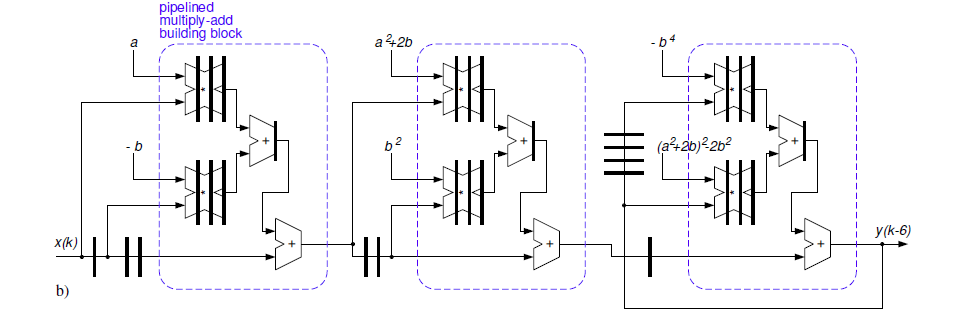 pipelined
multiply-add
building block
a
a²+2b
- b⁴
*
*
*
+
+
+
- b
b²
(a²+2b)²-2b²
*
*
*
x(k)
+
+
+
y(k-6)
b)